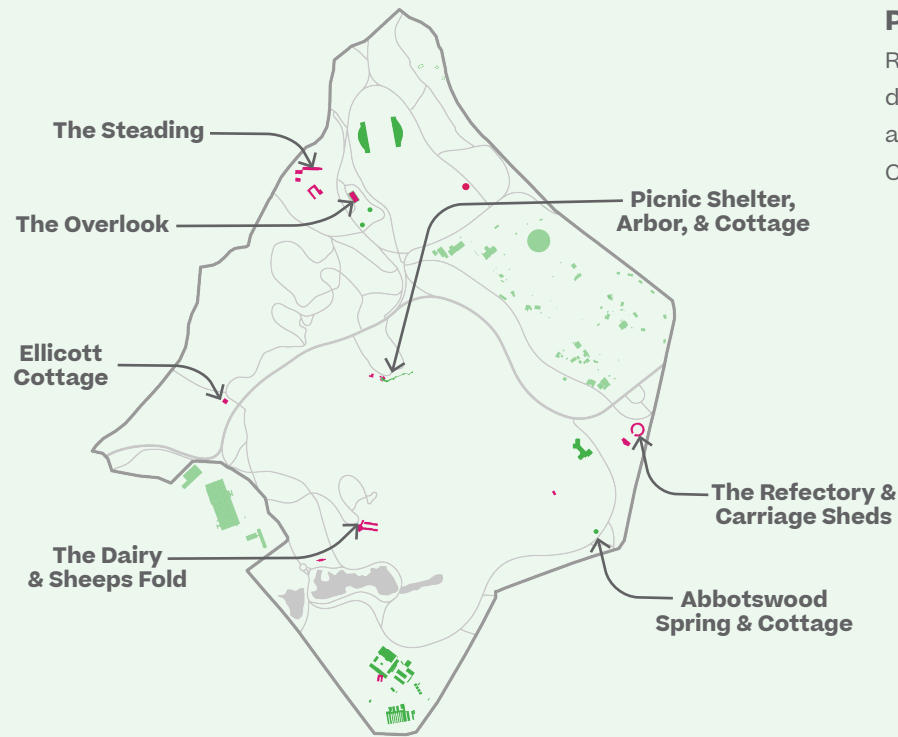 P
R
d
a
C
The Steading
The Overlook
Picnic Shelter,
Arbor, & Cottage
Ellicott
Cottage
The Refectory &
Carriage Sheds
The Dairy
& Sheeps Fold
Abbotswood
Spring & Cottage